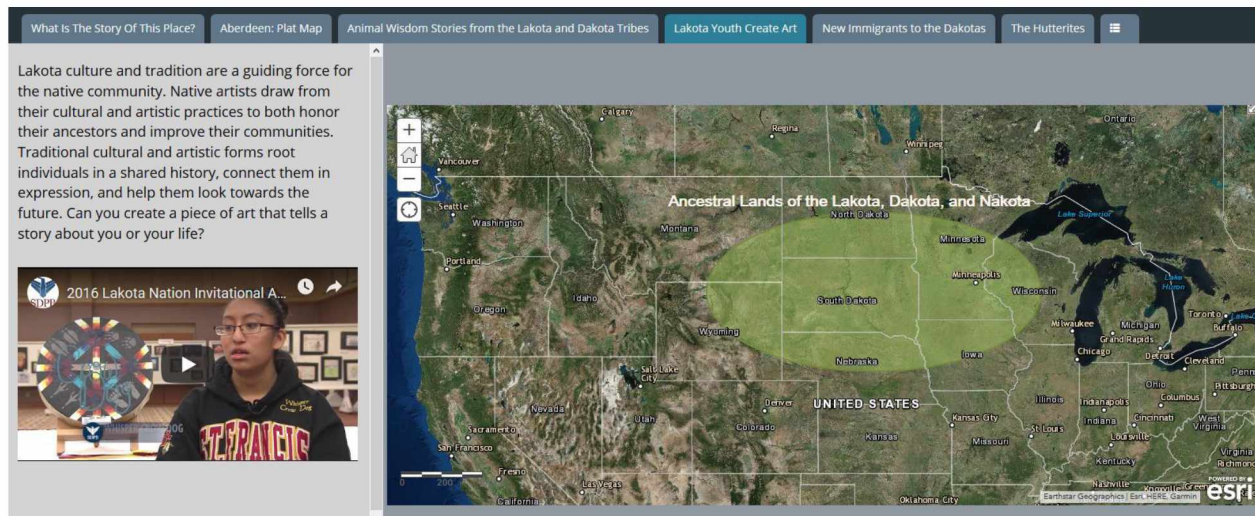 What Is The Story Of This Place?
Aberdeen: Plat Map
Animal Wisdom Stories from the Lakota and Dakota Tribes
Lakota Youth Create Art
New Immigrants to the Dakotas
The Hutterites
Lakota culture and tradition are a guiding force for
the native community. Native artists draw from
their cultural and artistic practices to both honor
their ancestors and improve their communities.
Traditional cultural and artistic forms root
individuals in a shared history, connect them in
expression, and help them look towards the
future. Can you create a piece of art that tells a
story about you or your life?
SDPB
2016 Lakota Nation Invitational A...
Whisper
Crow Dog
ST. FRANCIS
Calgary
Regina
Winnipeg
Ontario
Vancouver
Ancestral Lands of the Lakota, Dakota, and Nakota
Seattle
Washington
Montana
North Dakota
Lake Superior
Minnesota
Portland
Minneapolis
Wisconsin
Lake
Huron
Oregon
Idaho
South Dakota
Toronto
Wyoming
Milwaukee
Michigan
Buffalo
Grand Rapids
Nebraska
Iowa
Chicago
Detroit
Cleveland
Salt Lake
City
Penn
Ohio
Pittsburgh
Nevada
Utah
Denver
UNITED STATES
Illinois
Indianapolis
Columbus
Indiana
Cincinnati
West
Virginia
Sacramento
Colorado
Kansas
Kansas City
Missouri
St. Louis
Louisville
San Francisco
Kentucky
Virginia
Richmond
Fresno
0
200
Las Vegas
California
Oklahoma City
Nashville
Knoxville
Earthstar Geographics | Esri, HERE, Garmin
POWERED BY
esri